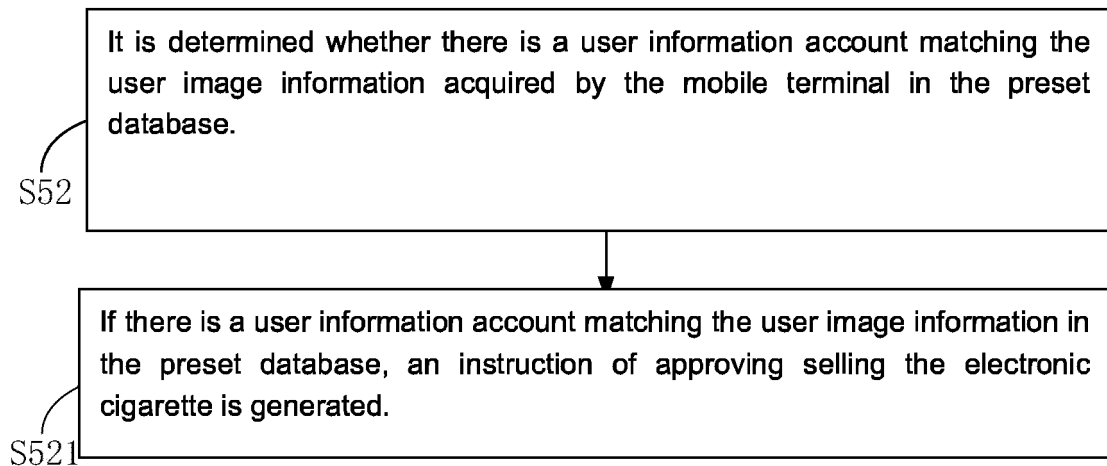 It is determined whether there is a user information account matching the
user image information acquired by the mobile terminal in the preset
database.
S52
If there is a user information account matching the user image information in
the preset database, an instruction of approving selling the electronic
cigarette is generated.
S521